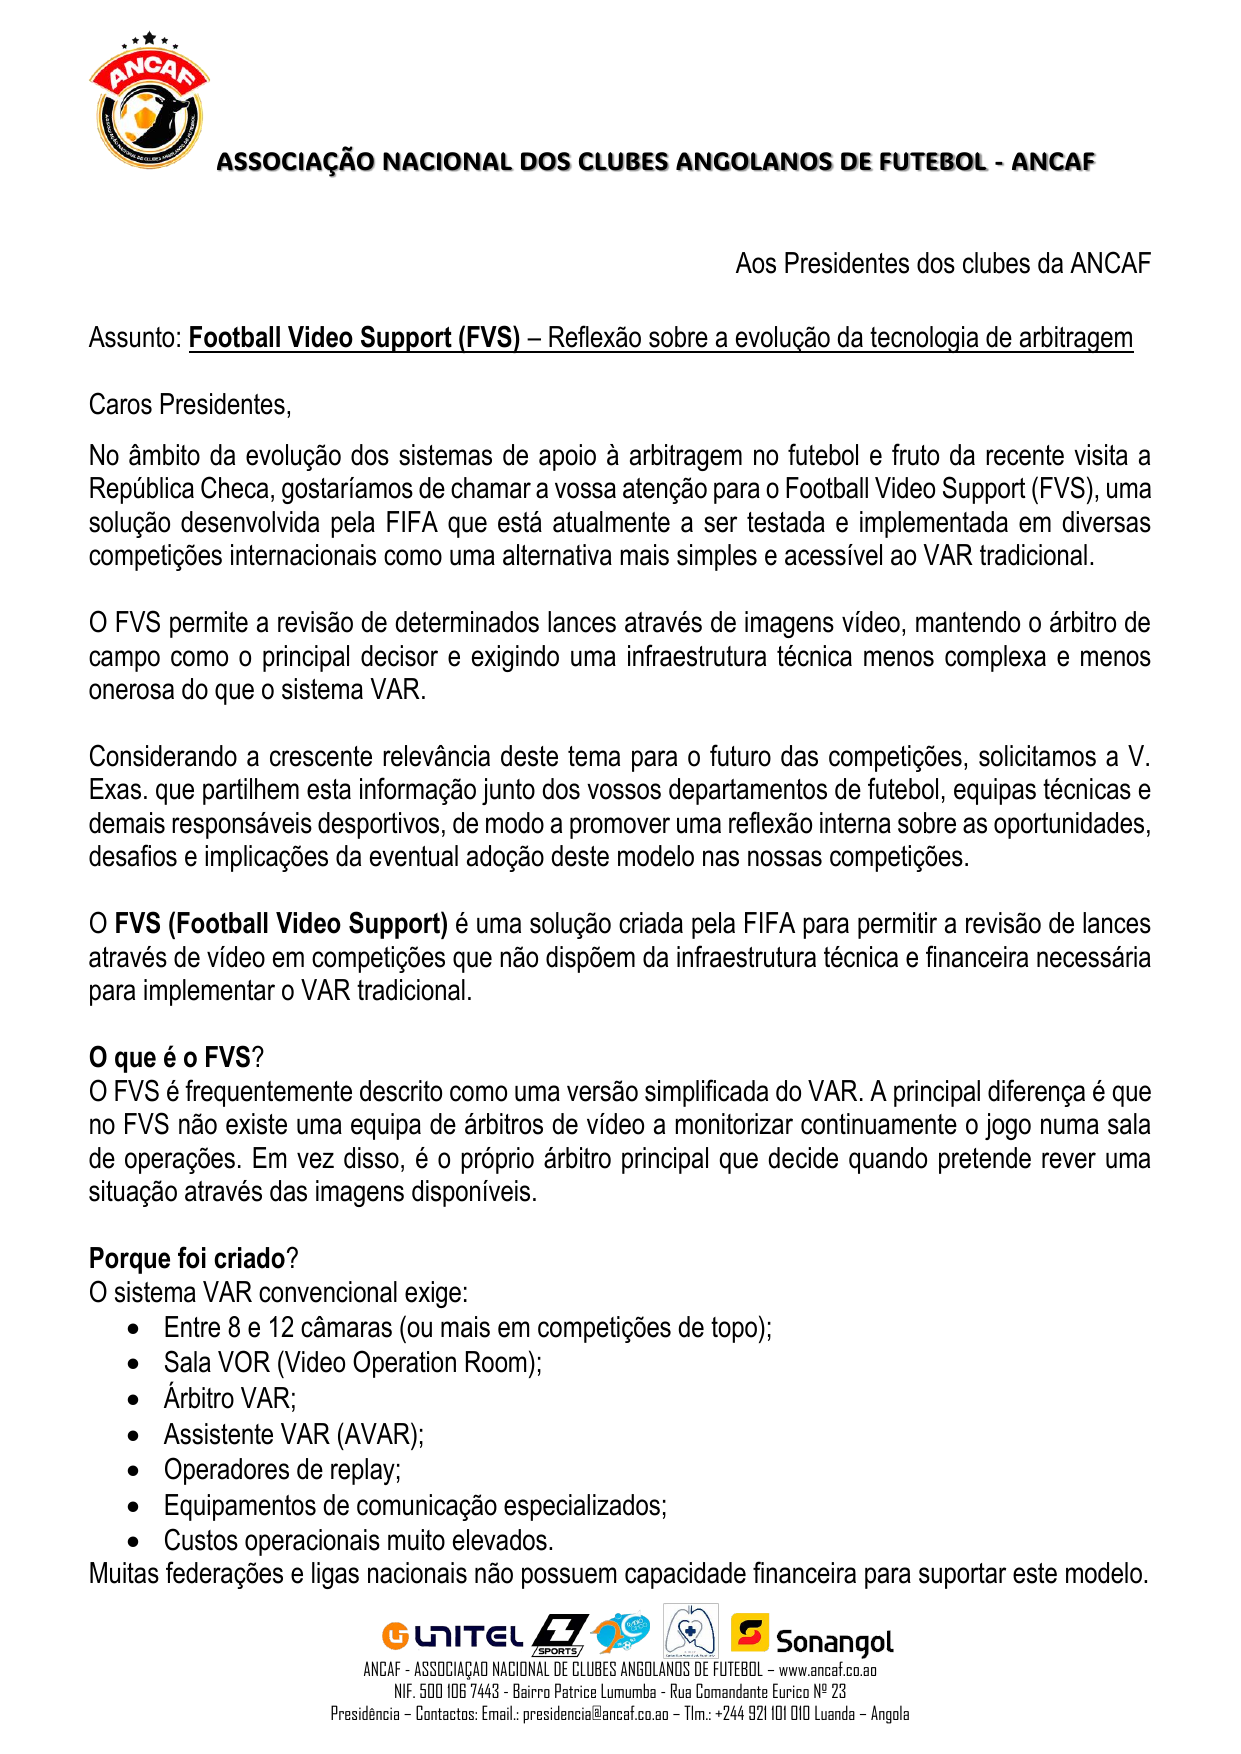 ANCAF
ASSOCIAÇÃO NACIONAL DOS CLUBES ANGOLANOS DE FUTEBOL - ANCAF
Aos Presidentes dos clubes da ANCAF
Assunto: Football Video Support (FVS) – Reflexão sobre a evolução da tecnologia de arbitragem
Caros Presidentes,
No âmbito da evolução dos sistemas de apoio à arbitragem no futebol e fruto da recente visita a
República Checa, gostaríamos de chamar a vossa atenção para o Football Video Support (FVS), uma
solução desenvolvida pela FIFA que está atualmente a ser testada e implementada em diversas
competições internacionais como uma alternativa mais simples e acessível ao VAR tradicional.
O FVS permite a revisão de determinados lances através de imagens vídeo, mantendo o árbitro de
campo como o principal decisor e exigindo uma infraestrutura técnica menos complexa e menos
onerosa do que o sistema VAR.
Considerando a crescente relevância deste tema para o futuro das competições, solicitamos a V.
Exas. que partilhem esta informação junto dos vossos departamentos de futebol, equipas técnicas e
demais responsáveis desportivos, de modo a promover uma reflexão interna sobre as oportunidades,
desafios e implicações da eventual adoção deste modelo nas nossas competições.
O FVS (Football Video Support) é uma solução criada pela FIFA para permitir a revisão de lances
através de vídeo em competições que não dispõem da infraestrutura técnica e financeira necessária
para implementar o VAR tradicional.
O que é o FVS?
O FVS é frequentemente descrito como uma versão simplificada do VAR. A principal diferença é que
no FVS não existe uma equipa de árbitros de vídeo a monitorizar continuamente o jogo numa sala
de operações. Em vez disso, é o próprio árbitro principal que decide quando pretende rever uma
situação através das imagens disponíveis.
Porque foi criado?
O sistema VAR convencional exige:
• Entre 8 e 12 câmaras (ou mais em competições de topo);
• Sala VOR (Video Operation Room);
• Árbitro VAR;
• Assistente VAR (AVAR);
• Operadores de replay;
• Equipamentos de comunicação especializados;
• Custos operacionais muito elevados.
Muitas federações e ligas nacionais não possuem capacidade financeira para suportar este modelo.
UNITEL SPORTS Sonangol
ANCAF - ASSOCIAÇAO NACIONAL DE CLUBES ANGOLANOS DE FUTEBOL – www.ancaf.co.ao
NIF. 500 106 7443 - Bairro Patrice Lumumba - Rua Comandante Eurico Nº 23
Presidência – Contactos: Email.: presidencia@ancaf.co.ao – Tlm.: +244 921 101 010 Luanda – Angola